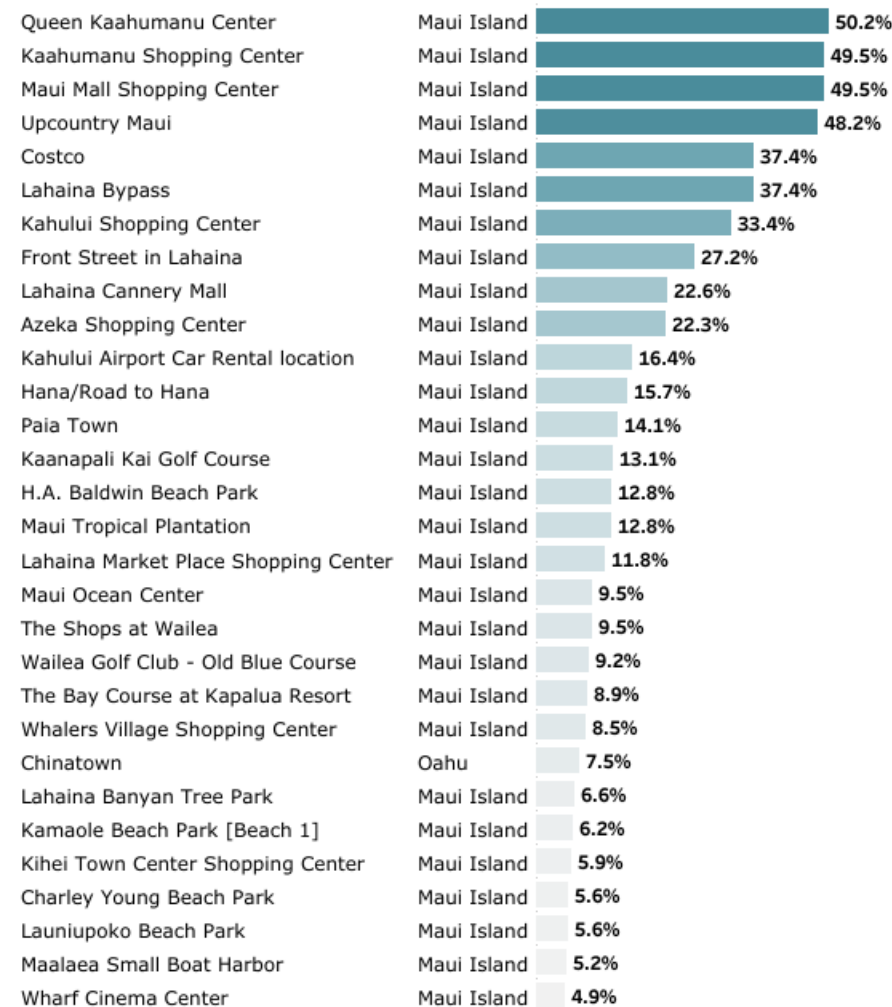 Queen Kaahumanu Center Maui Island 50.2%
Kaahumanu Shopping Center Maui Island 49.5%
Maui Mall Shopping Center Maui Island 49.5%
Upcountry Maui Maui Island 48.2%
Costco Maui Island 37.4%
Lahaina Bypass Maui Island 37.4%
Kahului Shopping Center Maui Island 33.4%
Front Street in Lahaina Maui Island 27.2%
Lahaina Cannery Mall Maui Island 22.6%
Azeka Shopping Center Maui Island 22.3%
Kahului Airport Car Rental location Maui Island 16.4%
Hana/Road to Hana Maui Island 15.7%
Paia Town Maui Island 14.1%
Kaanapali Kai Golf Course Maui Island 13.1%
H.A. Baldwin Beach Park Maui Island 12.8%
Maui Tropical Plantation Maui Island 12.8%
Lahaina Market Place Shopping Center Maui Island 11.8%
Maui Ocean Center Maui Island 9.5%
The Shops at Wailea Maui Island 9.5%
Wailea Golf Club - Old Blue Course Maui Island 9.2%
The Bay Course at Kapalua Resort Maui Island 8.9%
Whalers Village Shopping Center Maui Island 8.5%
Chinatown Oahu 7.5%
Lahaina Banyan Tree Park Maui Island 6.6%
Kamaole Beach Park [Beach 1] Maui Island 6.2%
Kihei Town Center Shopping Center Maui Island 5.9%
Charley Young Beach Park Maui Island 5.6%
Launiupoko Beach Park Maui Island 5.6%
Maalaea Small Boat Harbor Maui Island 5.2%
Wharf Cinema Center Maui Island 4.9%